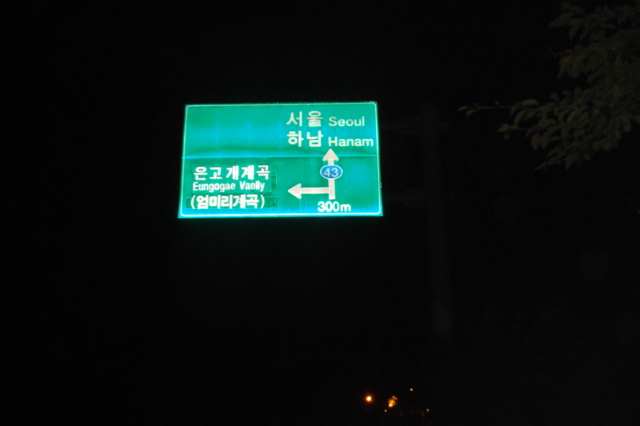 서울 Seoul
하남 Hanam
은고개계곡
Eungogae Vaelly
(엄미리계곡)
43
300m